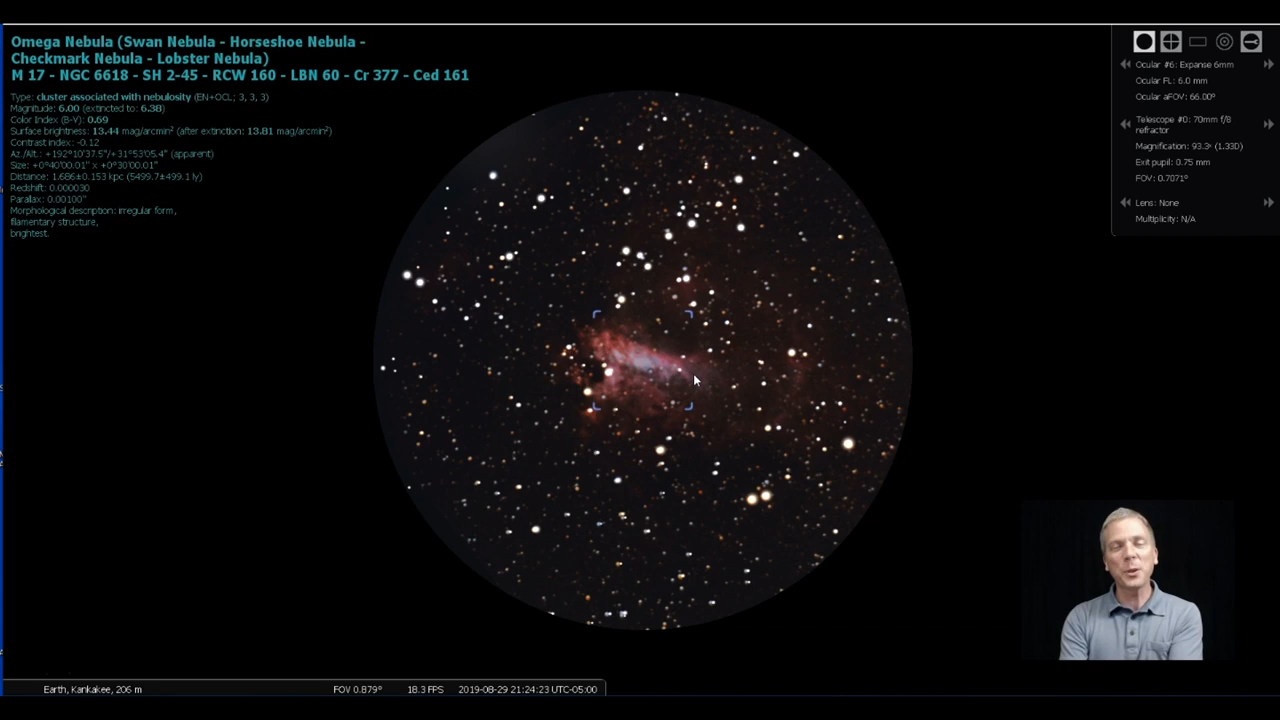 Omega Nebula (Swan Nebula - Horseshoe Nebula -
Checkmark Nebula - Lobster Nebula)
M 17 - NGC 6618 - SH 2-45 - RCW 160 - LBN 60 - Cr 377 - Ced 161
Type: cluster associated with nebulosity (EN+OCL; 3, 3, 3)
Magnitude: 6.00 (extincted to: 6.38)
Color Index (B-V): 0.69
Surface brightness: 13.44 mag/arcmin² (after extinction: 13.81 mag/arcmin²)
Contrast index: -0.12
Az./Alt.: +192°10'37.5"/+31°53'05.4" (apparent)
Size: +0°40'00.01" x +0°30'00.01"
Distance: 1.686±0.153 kpc (5499.7±499.1 ly)
Redshift: 0.000030
Parallax: 0.00100"
Morphological description: irregular form,
filamentary structure,
brightest.
Ocular #6: Expanse 6mm
Ocular FL: 6.0 mm
Ocular aFOV: 66.00°
Telescope #0: 70mm f/8
refractor
Magnification: 93.3× (1.33D)
Exit pupil: 0.75 mm
FOV: 0.7071°
Lens: None
Multiplicity: N/A
Earth, Kankakee, 206 m
FOV 0.879°
18.3 FPS
2019-08-29 21:24:23 UTC-05:00